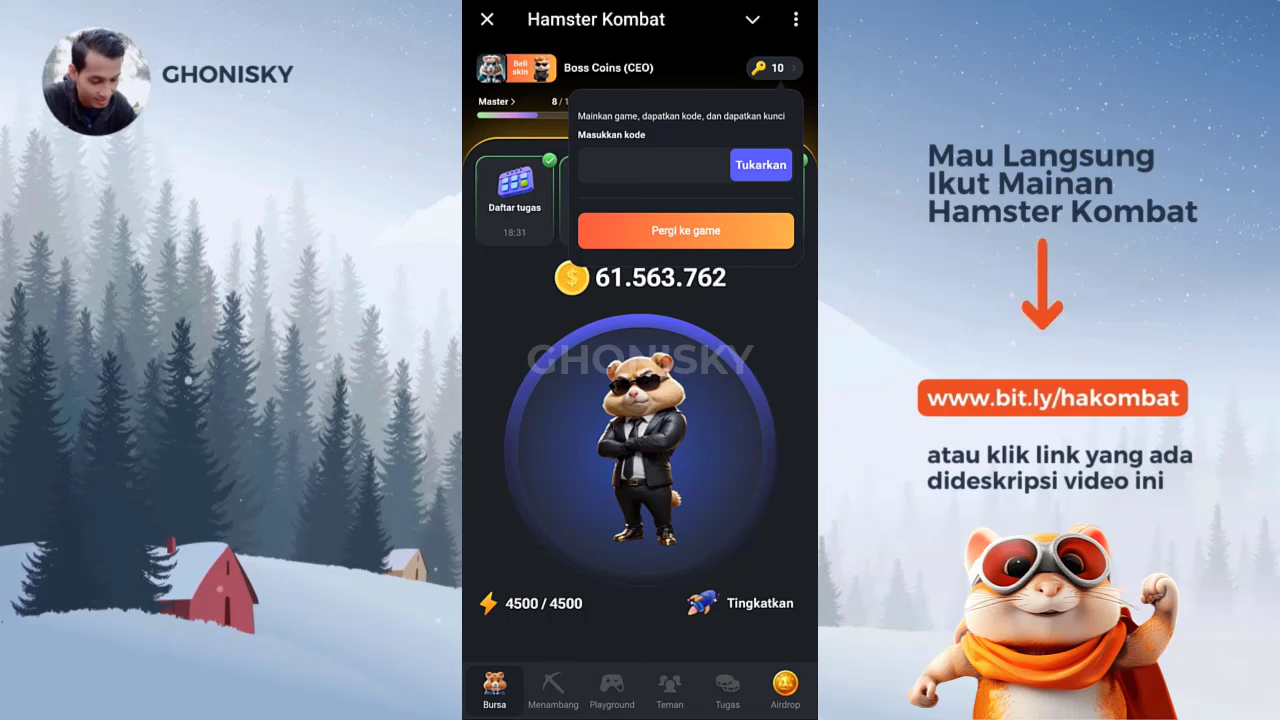 GHONISKY
Hamster Kombat
Beli
skin
Boss Coins (CEO)
10
Master
8 / 1
Mainkan game, dapatkan kode, dan dapatkan kunci
Masukkan kode
Tukarkan
Pergi ke game
Daftar tugas
18:31
61.563.762
GHONISKY
4500 / 4500
Tingkatkan
Bursa
Menambang
Playground
Teman
Tugas
Airdrop
Mau Langsung
Ikut Mainan
Hamster Kombat
www.bit.ly/hakombat
atau klik link yang ada
dideskripsi video ini